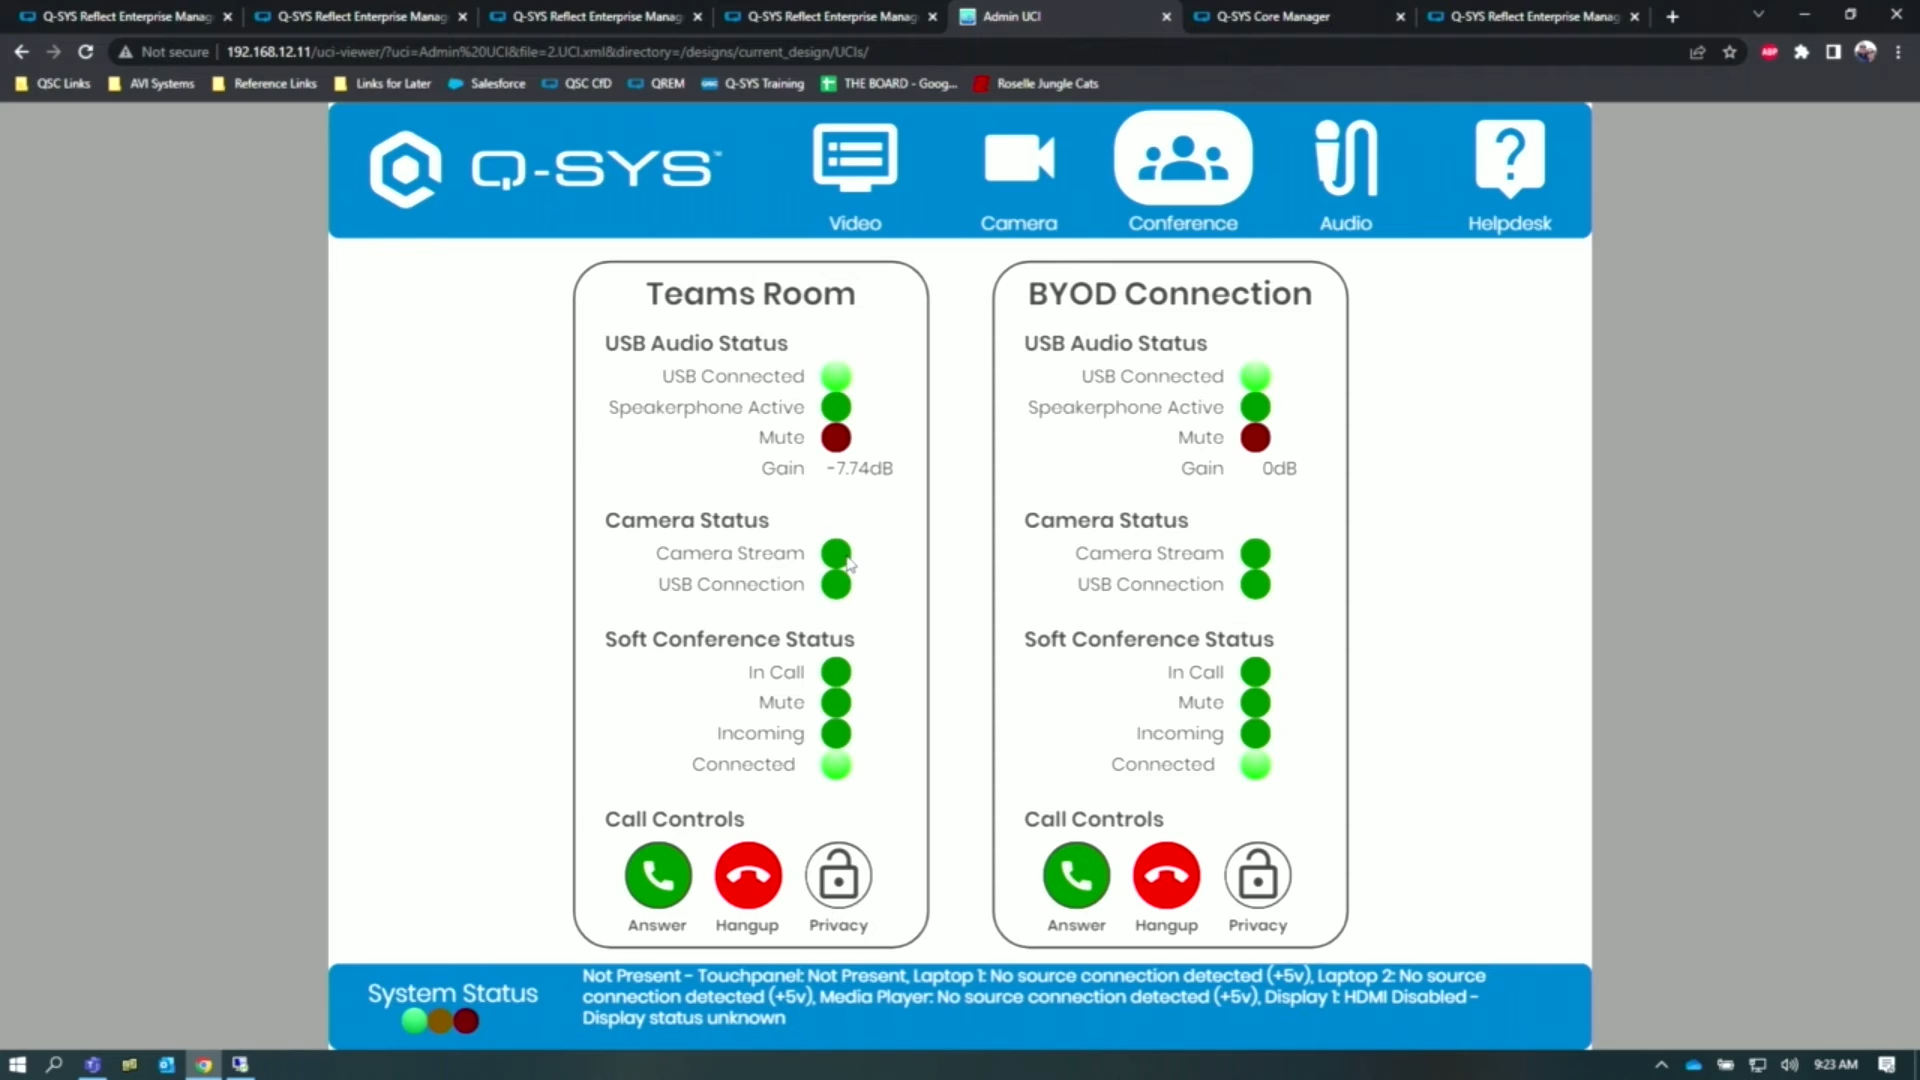 Q-SYS Reflect Enterprise Manag
Q-SYS Reflect Enterprise Manag
Q-SYS Reflect Enterprise Manag
Q-SYS Reflect Enterprise Manag
Admin UCI
Q-SYS Core Manager
Q-SYS Reflect Enterprise Manag
Not secure
192.168.12.11/uci-viewer/?uci=Admin%20UCI&file=2.UCI.xml&directory=/designs/current_design/UCIs/
ABP
QSC Links
AVI Systems
Reference Links
Links for Later
Salesforce
QSC CfD
QREM
Q-SYS Training
THE BOARD - Goog...
Roselle Jungle Cats
Q-SYS™
Video
Camera
Conference
Audio
Helpdesk
Teams Room
USB Audio Status
USB Connected
Speakerphone Active
Mute
Gain -7.74dB
Camera Status
Camera Stream
USB Connection
Soft Conference Status
In Call
Mute
Incoming
Connected
Call Controls
Answer
Hangup
Privacy
BYOD Connection
USB Audio Status
USB Connected
Speakerphone Active
Mute
Gain 0dB
Camera Status
Camera Stream
USB Connection
Soft Conference Status
In Call
Mute
Incoming
Connected
Call Controls
Answer
Hangup
Privacy
System Status
Not Present - Touchpanel: Not Present, Laptop 1: No source connection detected (+5v), Laptop 2: No source
connection detected (+5v), Media Player: No source connection detected (+5v), Display 1: HDMI Disabled -
Display status unknown
9:23 AM